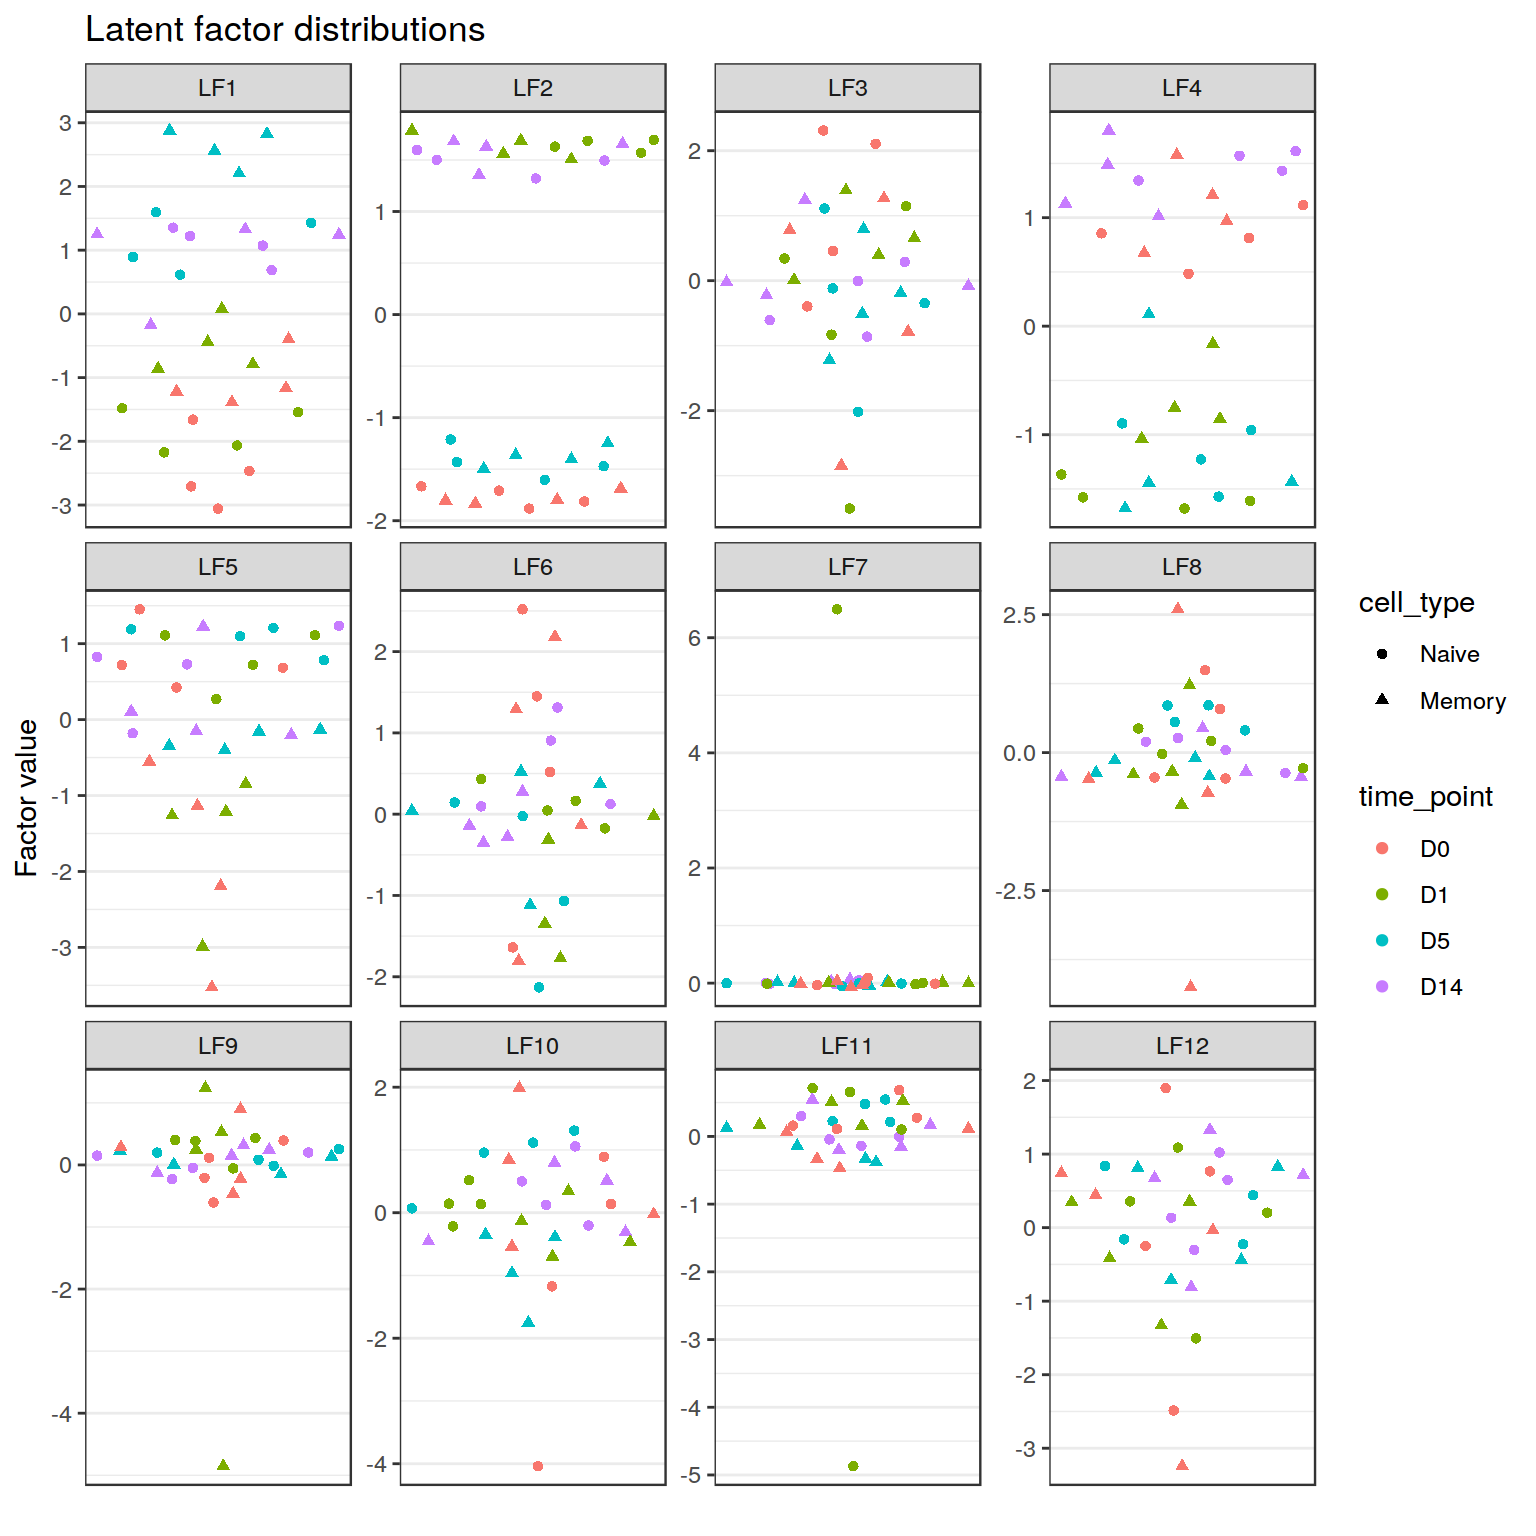 Latent factor distributions
LF1
LF2
LF3
LF4
3
2
1
0
-1
-2
-3
1
0
-1
-2
2
0
-2
1
0
-1
LF5
LF6
LF7
LF8
1
0
-1
-2
-3
2
1
0
-1
-2
6
4
2
0
2.5
0.0
-2.5
LF9
LF10
LF11
LF12
0
-2
-4
2
0
-2
-4
0
-1
-2
-3
-4
-5
2
1
0
-1
-2
-3
Factor value
cell_type
Naive
Memory
time_point
D0
D1
D5
D14